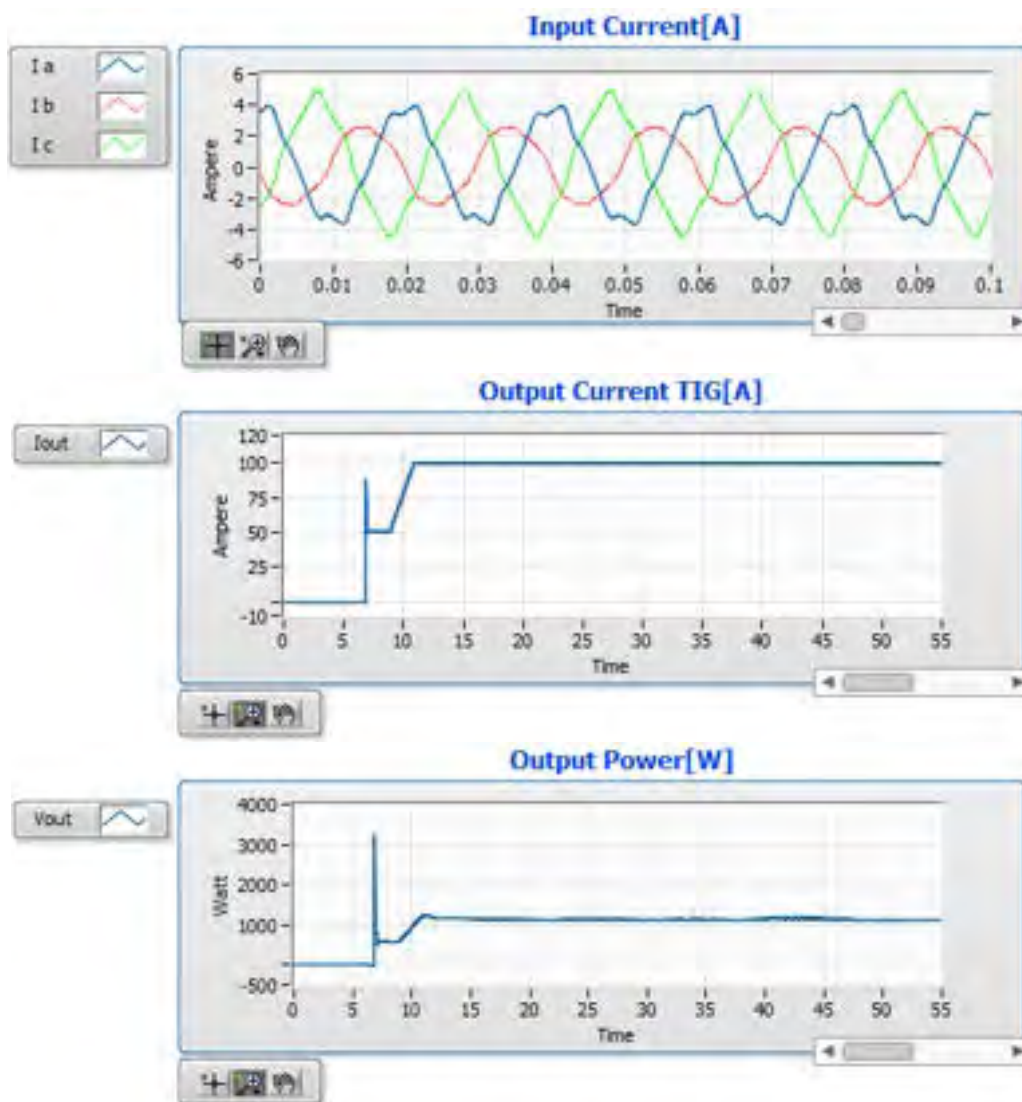 Input Current[A]
Ia
Ib
Ic
Ampere
6
4
2
0
-2
-4
-6
0 0.01 0.02 0.03 0.04 0.05 0.06 0.07 0.08 0.09 0.1
Time
Output Current TIG[A]
Iout
Ampere
120
100
75
50
25
-10
0 5 10 15 20 25 30 35 40 45 50 55
Time
Output Power[W]
Vout
Watt
4000
3000
2000
1000
-500
0 5 10 15 20 25 30 35 40 45 50 55
Time